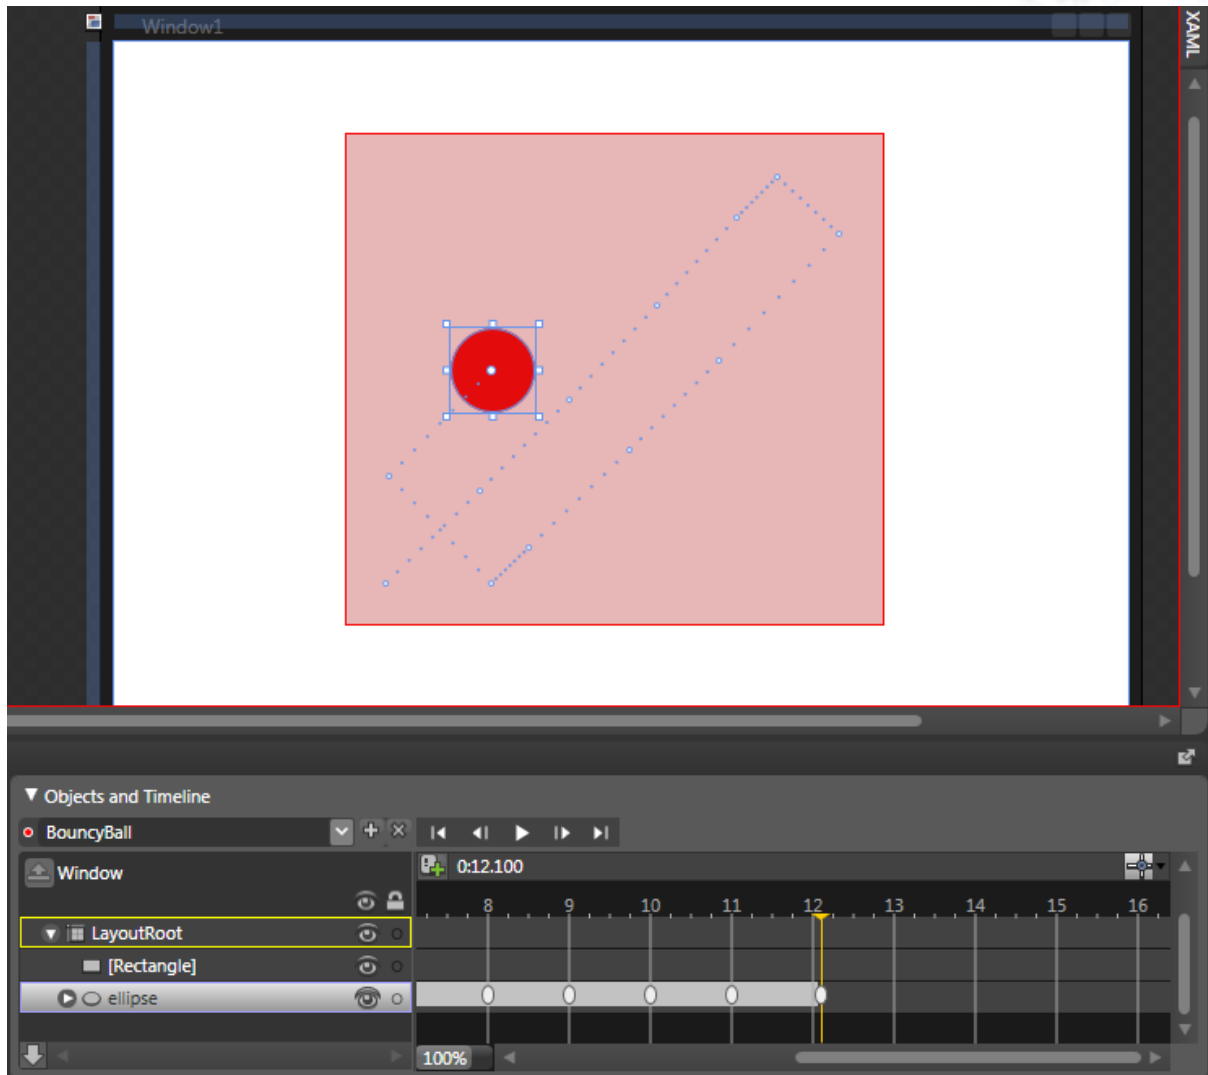 Window1
XAML
Objects and Timeline
BouncyBall
Window
0:12.100
8 9 10 11 12 13 14 15 16
LayoutRoot
[Rectangle]
ellipse
100%